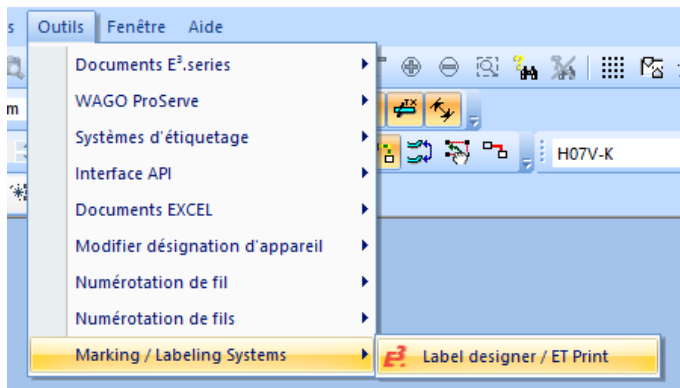 s Outils Fenêtre Aide
Documents E³.series
m
WAGO ProServe
Systèmes d'étiquetage
H07V-K
Interface API
Documents EXCEL
Modifier désignation d'appareil
Numérotation de fil
Numérotation de fils
Marking / Labeling Systems
E³. Label designer / ET Print